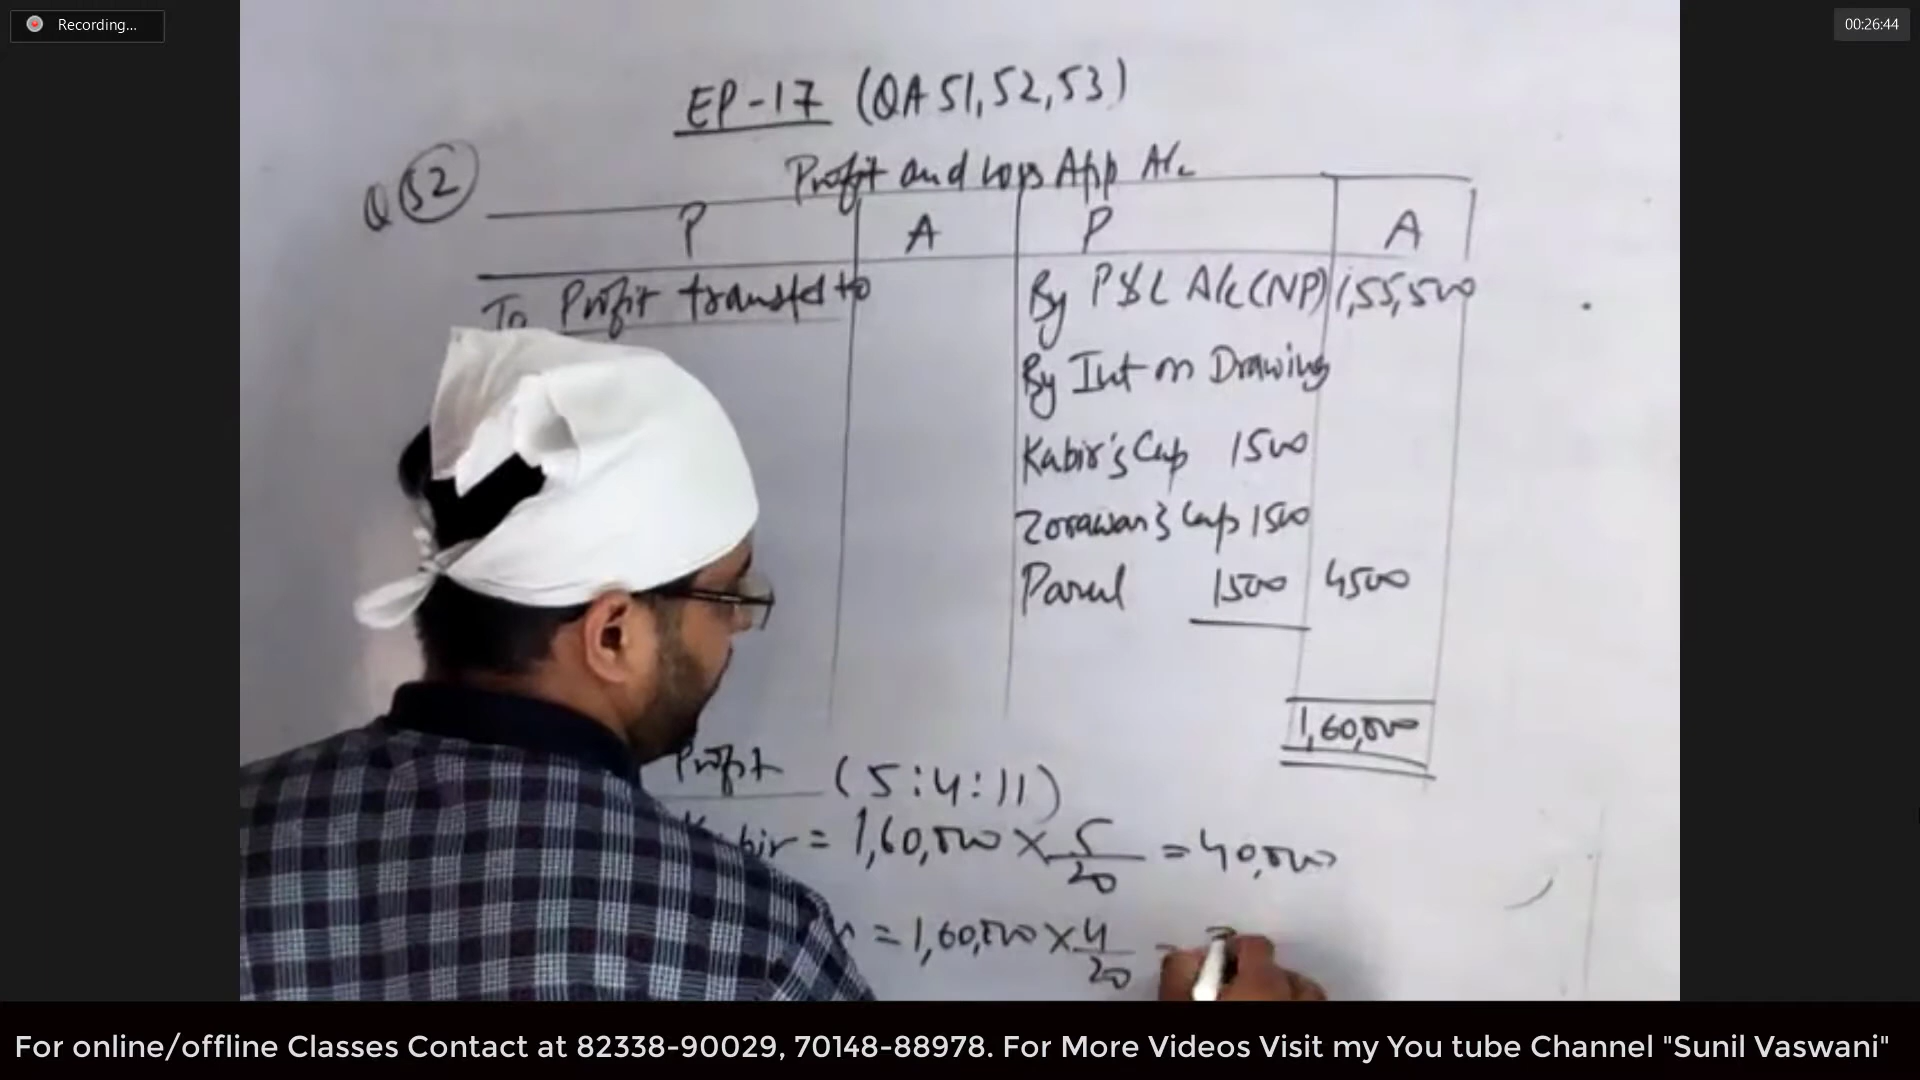 Recording...
00:26:44
EP-17 (QA 51, 52, 53)
Q 52
Profit and Loss App A/c
P A P A
To Profit transfer to By P&L A/c (NP) 1,55,500
By Int on Drawing
Kabir's Cap 1500
Zorawar's Cap 1500
Parul 1500 4500
1,60,000
Profit (5:4:11)
= 1,60,000 × 5/20 = 40,000
= 1,60,000 × 4/20 =
For online/offline Classes Contact at 82338-90029, 70148-88978. For More Videos Visit my You tube Channel "Sunil Vaswani"